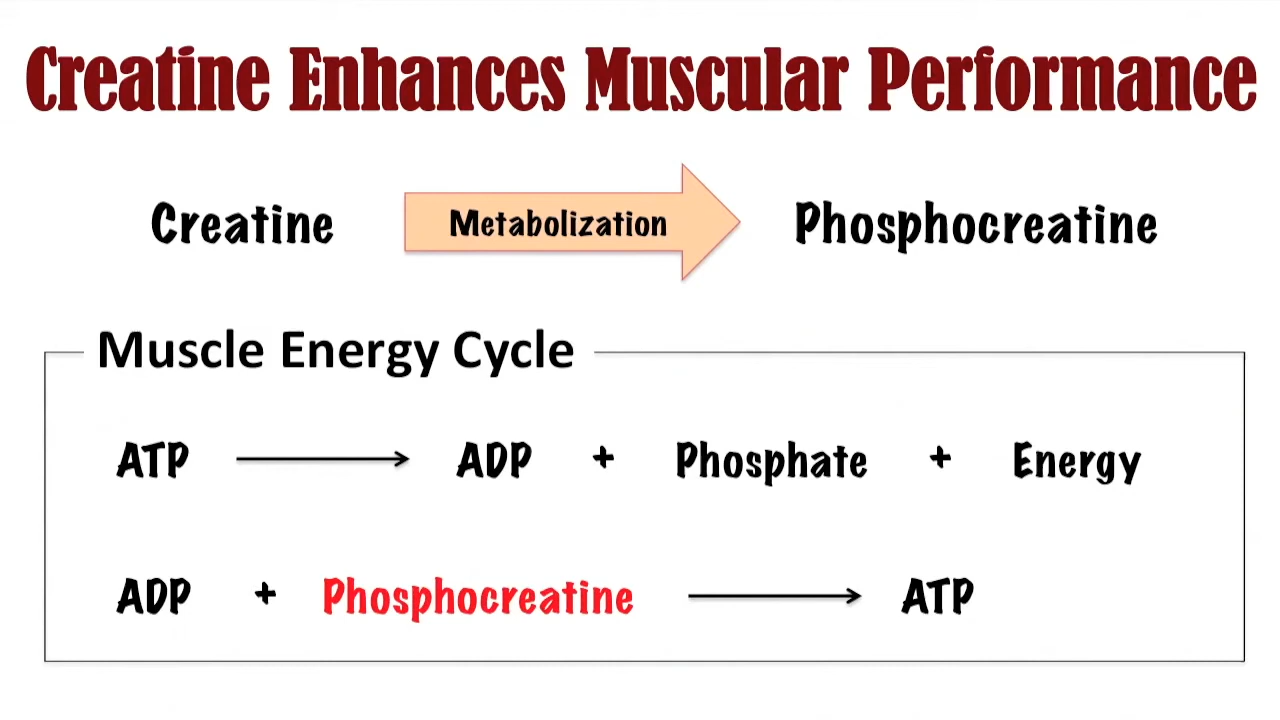 Creatine Enhances Muscular Performance
Creatine Metabolization Phosphocreatine
Muscle Energy Cycle
ATP ADP + Phosphate + Energy
ADP + Phosphocreatine ATP